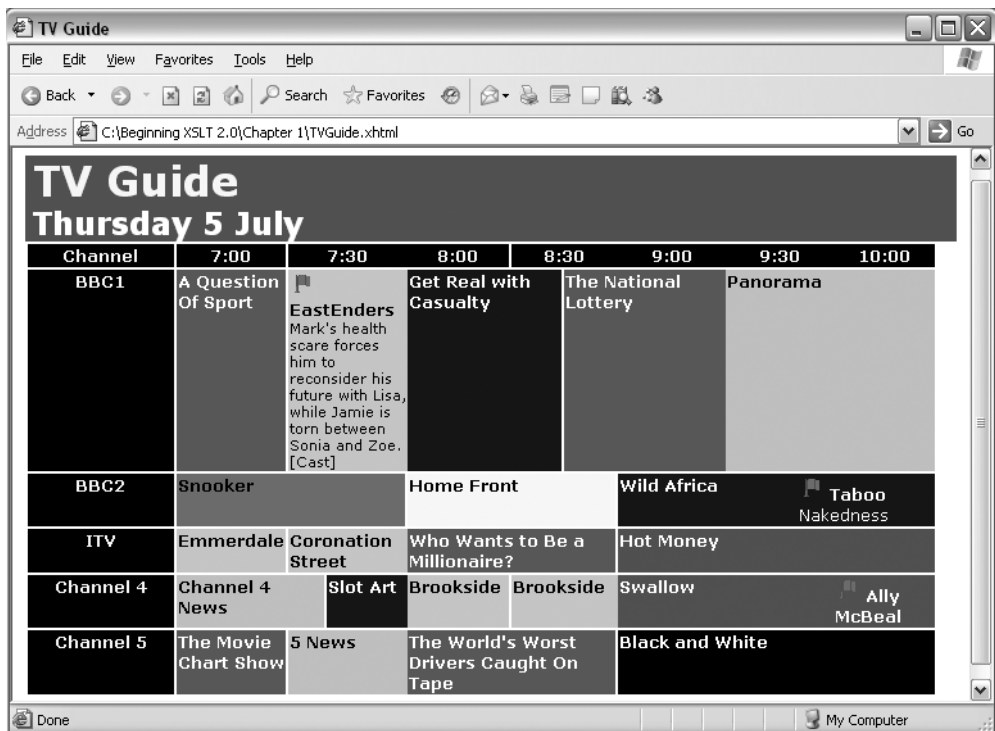 TV Guide
File Edit View Favorites Tools Help
Back Search Favorites
Address C:\Beginning XSLT 2.0\Chapter 1\TVGuide.xhtml Go
TV Guide
Thursday 5 July
Channel 7:00 7:30 8:00 8:30 9:00 9:30 10:00
BBC1
A Question
Of Sport
EastEnders
Mark's health
scare forces
him to
reconsider his
future with Lisa,
while Jamie is
torn between
Sonia and Zoe.
[Cast]
Get Real with
Casualty
The National
Lottery
Panorama
BBC2
Snooker
Home Front
Wild Africa
Taboo
Nakedness
ITV
Emmerdale
Coronation
Street
Who Wants to Be a
Millionaire?
Hot Money
Channel 4
Channel 4
News
Slot Art
Brookside
Brookside
Swallow
Ally
McBeal
Channel 5
The Movie
Chart Show
5 News
The World's Worst
Drivers Caught On
Tape
Black and White
Done My Computer